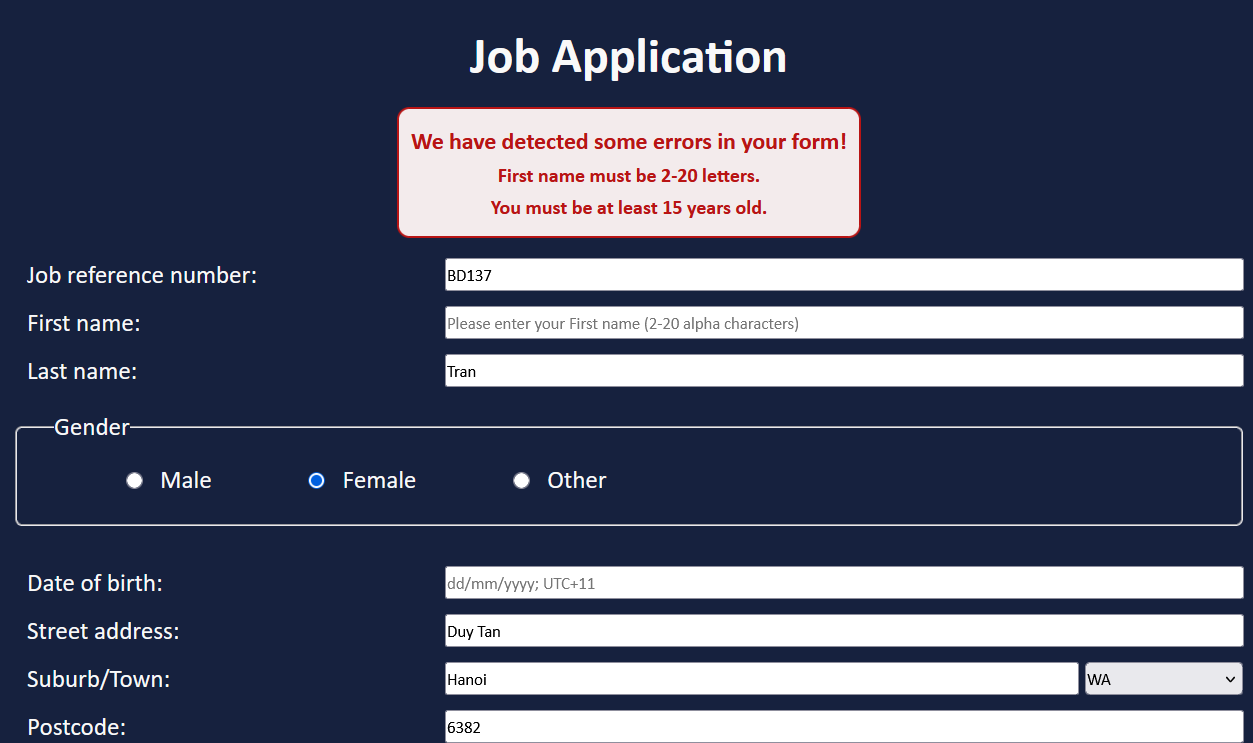 Job Application
We have detected some errors in your form!
First name must be 2-20 letters.
You must be at least 15 years old.
Job reference number: BD137
First name: Please enter your First name (2-20 alpha characters)
Last name: Tran
Gender
Male Female Other
Date of birth: dd/mm/yyyy; UTC+11
Street address: Duy Tan
Suburb/Town: Hanoi WA
Postcode: 6382